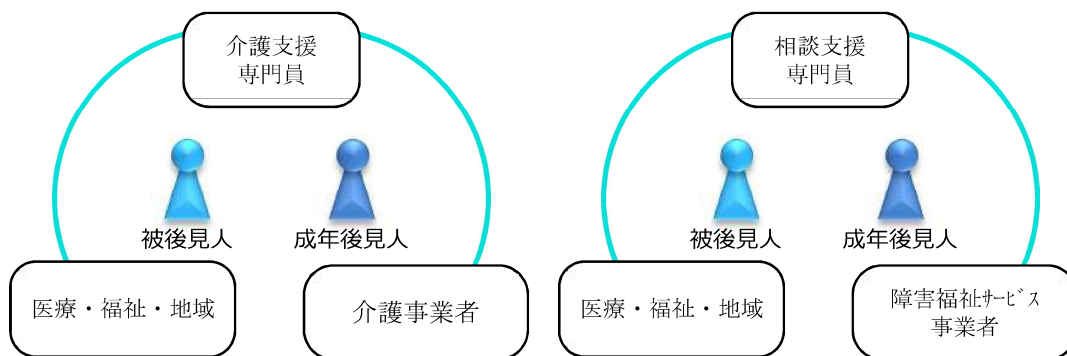 介護支援
専門員
被後見人
成年後見人
医療・福祉・地域
介護事業者
相談支援
専門員
被後見人
成年後見人
医療・福祉・地域
障害福祉ｻｰﾋﾞｽ
事業者